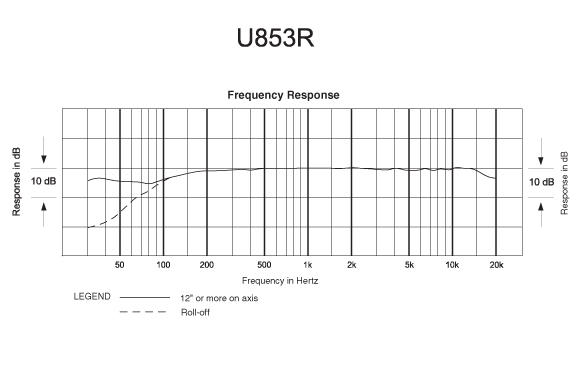 U853R
Frequency Response
Response in dB
10 dB
10 dB
Response in dB
50 100 200 500 1k 2k 5k 10k 20k
Frequency in Hertz
LEGEND 12" or more on axis
Roll-off